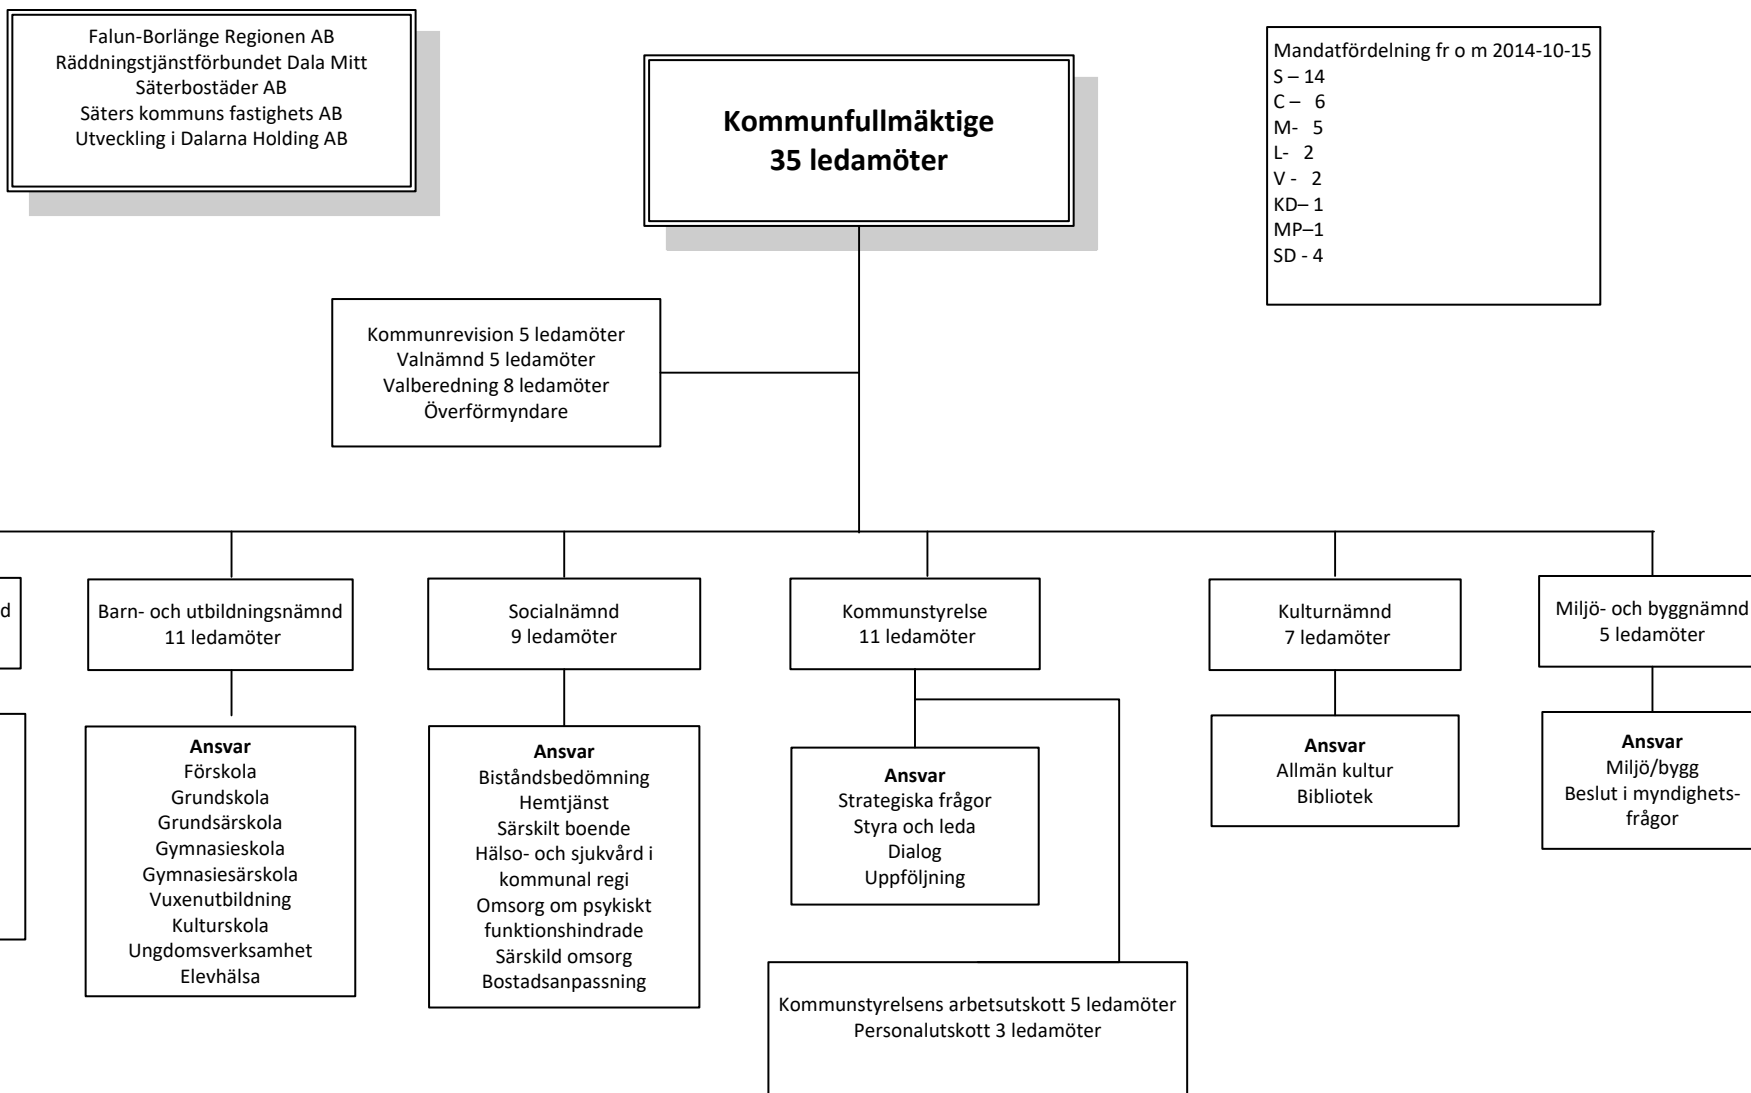 Falun-Borlänge Regionen AB
Räddningstjänstförbundet Dala Mitt
Säterbostäder AB
Säters kommuns fastighets AB
Utveckling i Dalarna Holding AB
Kommunfullmäktige
35 ledamöter
Mandatfördelning fr o m 2014-10-15
S – 14
C – 6
M- 5
L- 2
V - 2
KD– 1
MP–1
SD - 4
Kommunrevision 5 ledamöter
Valnämnd 5 ledamöter
Valberedning 8 ledamöter
Överförmyndare
d
Barn- och utbildningsnämnd
11 ledamöter
Socialnämnd
9 ledamöter
Kommunstyrelse
11 ledamöter
Kulturnämnd
7 ledamöter
Miljö- och byggnämnd
5 ledamöter
Ansvar
Förskola
Grundskola
Grundsärskola
Gymnasieskola
Gymnasiesärskola
Vuxenutbildning
Kulturskola
Ungdomsverksamhet
Elevhälsa
Ansvar
Biståndsbedömning
Hemtjänst
Särskilt boende
Hälso- och sjukvård i
kommunal regi
Omsorg om psykiskt
funktionshindrade
Särskild omsorg
Bostadsanpassning
Ansvar
Strategiska frågor
Styra och leda
Dialog
Uppföljning
Ansvar
Allmän kultur
Bibliotek
Ansvar
Miljö/bygg
Beslut i myndighets-
frågor
Kommunstyrelsens arbetsutskott 5 ledamöter
Personalutskott 3 ledamöter